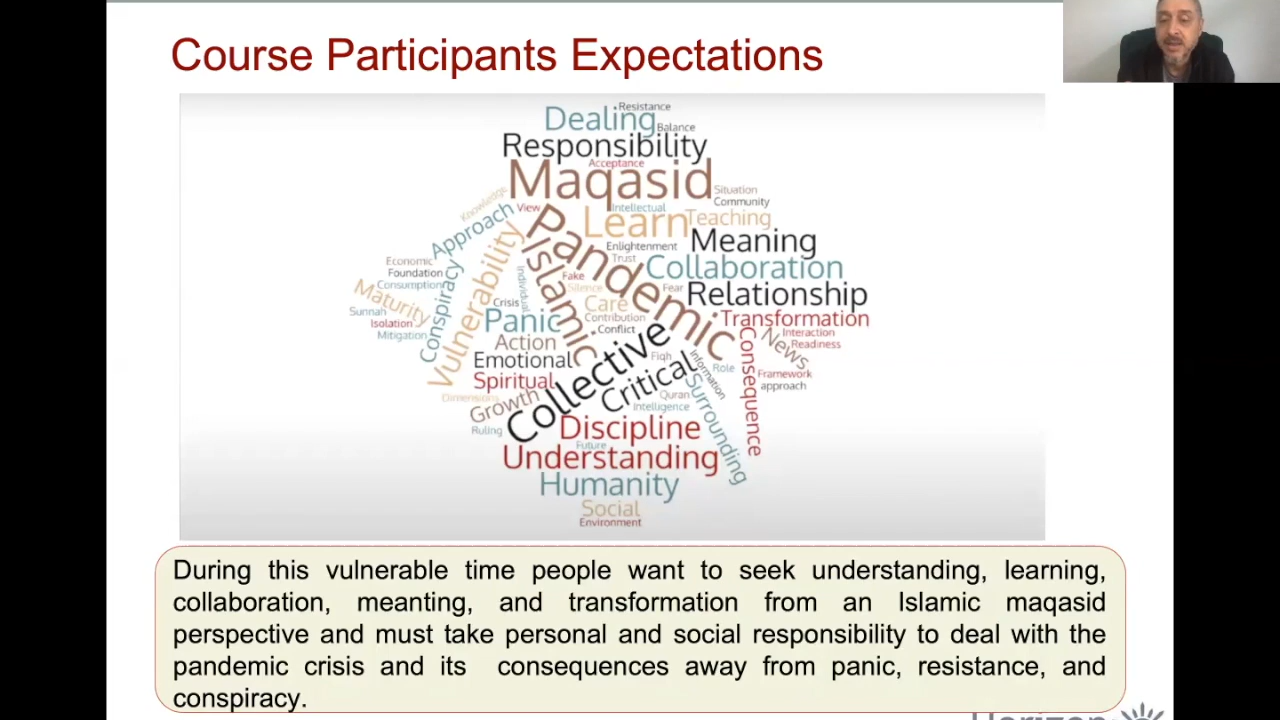 Course Participants Expectations
Resistance
Dealing
Balance
Responsibility
Acceptance
Maqasid
Situation
Knowledge
Community
View
Intellectual
Learn
Teaching
Approach
Pandemic
Enlightenment
Meaning
Vulnerability
Islamic
Trust
Economic
Foundation
Collaboration
Consumption
Conspiracy
Individual
Fake
Silence
Fear
Relationship
Maturity
Crisis
Care
Sunnah
Contribution
Transformation
Isolation
Panic
Conflict
Mitigation
Interaction
Action
News
Readiness
Collective
Consequence
Emotional
Fiqh
Information
Critical
Role
Framework
Spiritual
approach
Dimensions
Growth
Quran
Surrounding
Intelligence
Ruling
Discipline
Future
Understanding
Humanity
Social
Environment
During this vulnerable time people want to seek understanding, learning,
collaboration, meanting, and transformation from an Islamic maqasid
perspective and must take personal and social responsibility to deal with the
pandemic crisis and its consequences away from panic, resistance, and
conspiracy.